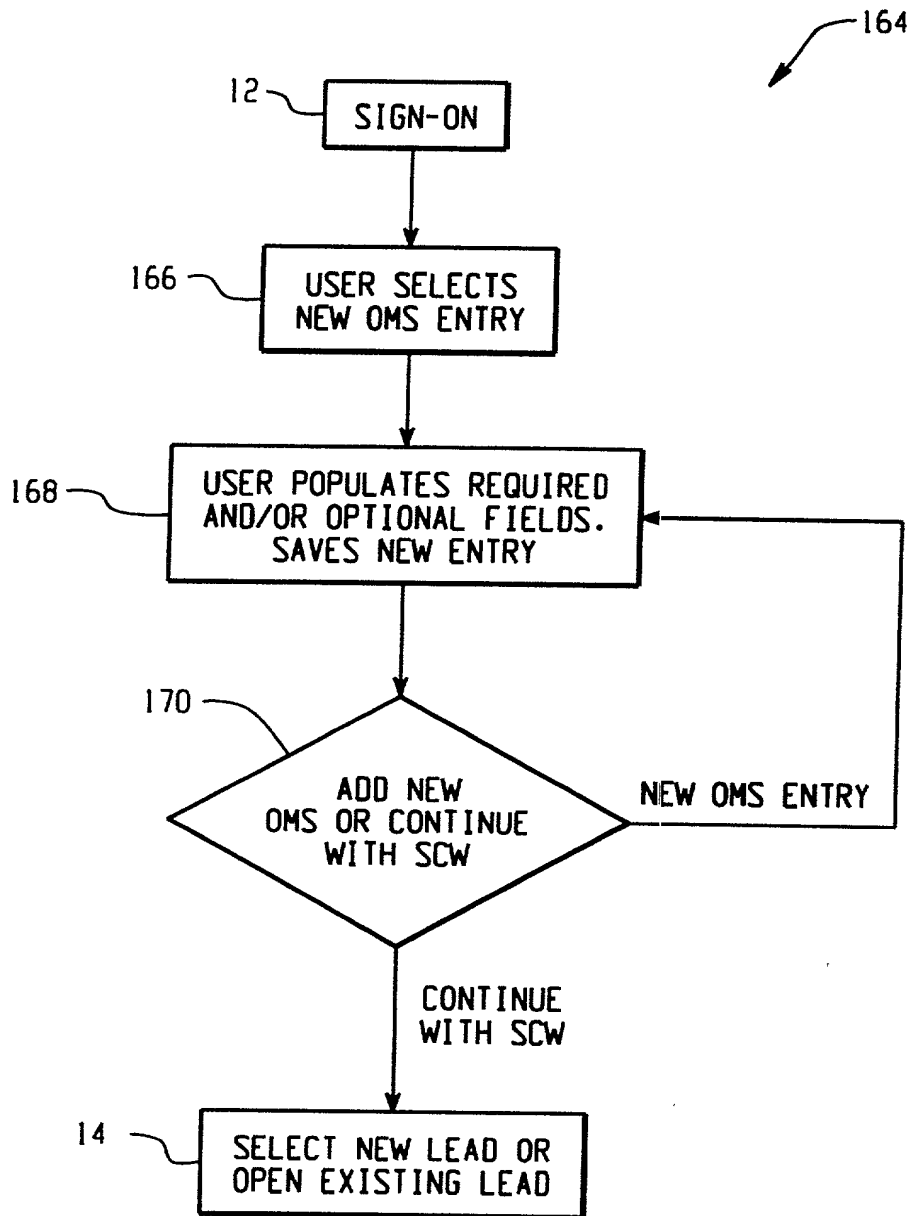 164
12
SIGN-ON
166
USER SELECTS
NEW OMS ENTRY
168
USER POPULATES REQUIRED
AND/OR OPTIONAL FIELDS.
SAVES NEW ENTRY
170
ADD NEW
OMS OR CONTINUE
WITH SCW
NEW OMS ENTRY
CONTINUE
WITH SCW
14
SELECT NEW LEAD OR
OPEN EXISTING LEAD